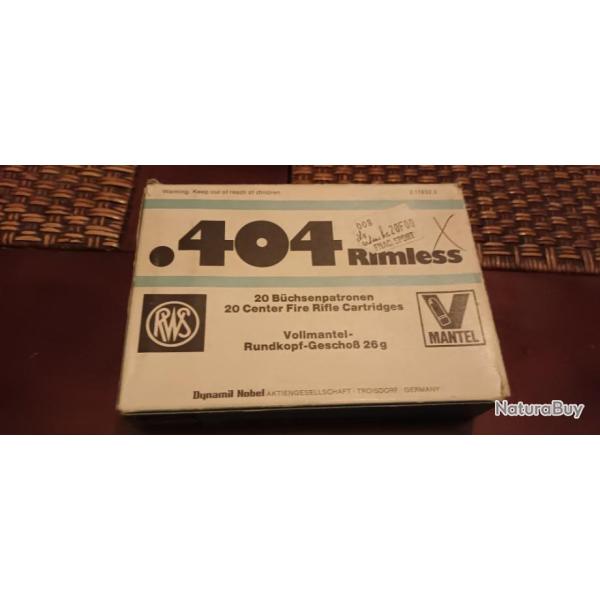 Warning. Keep out of reach of children
.404
Rimless
X
20 Büchsenpatronen
20 Center Fire Rifle Cartridges
Vollmantel-
Rundkopf-Geschoß 26g
RWS
V
MANTEL
Dynamit Nobel AKTIENGESELLSCHAFT · TROISDORF · GERMANY
NaturaBuy